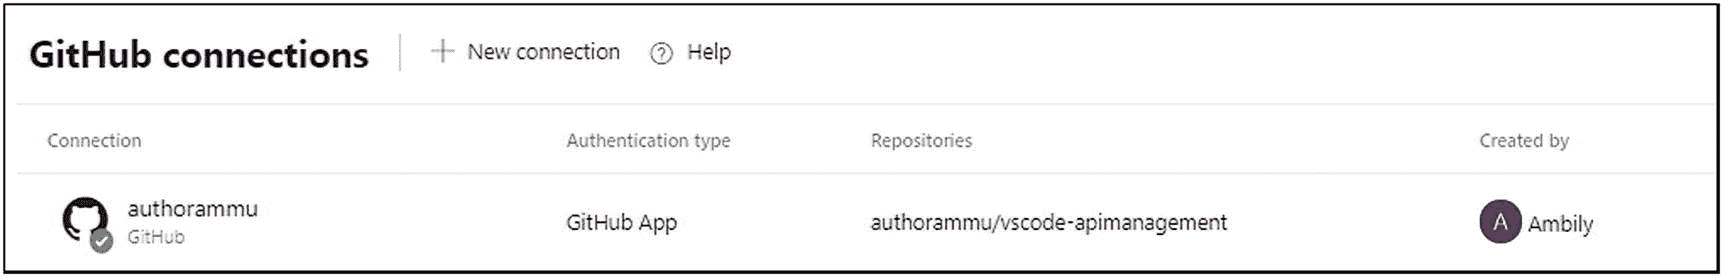 GitHub connections
+ New connection
? Help
Connection Authentication type Repositories Created by
authorammu
GitHub
GitHub App
authorammu/vscode-apimanagement
A Ambily